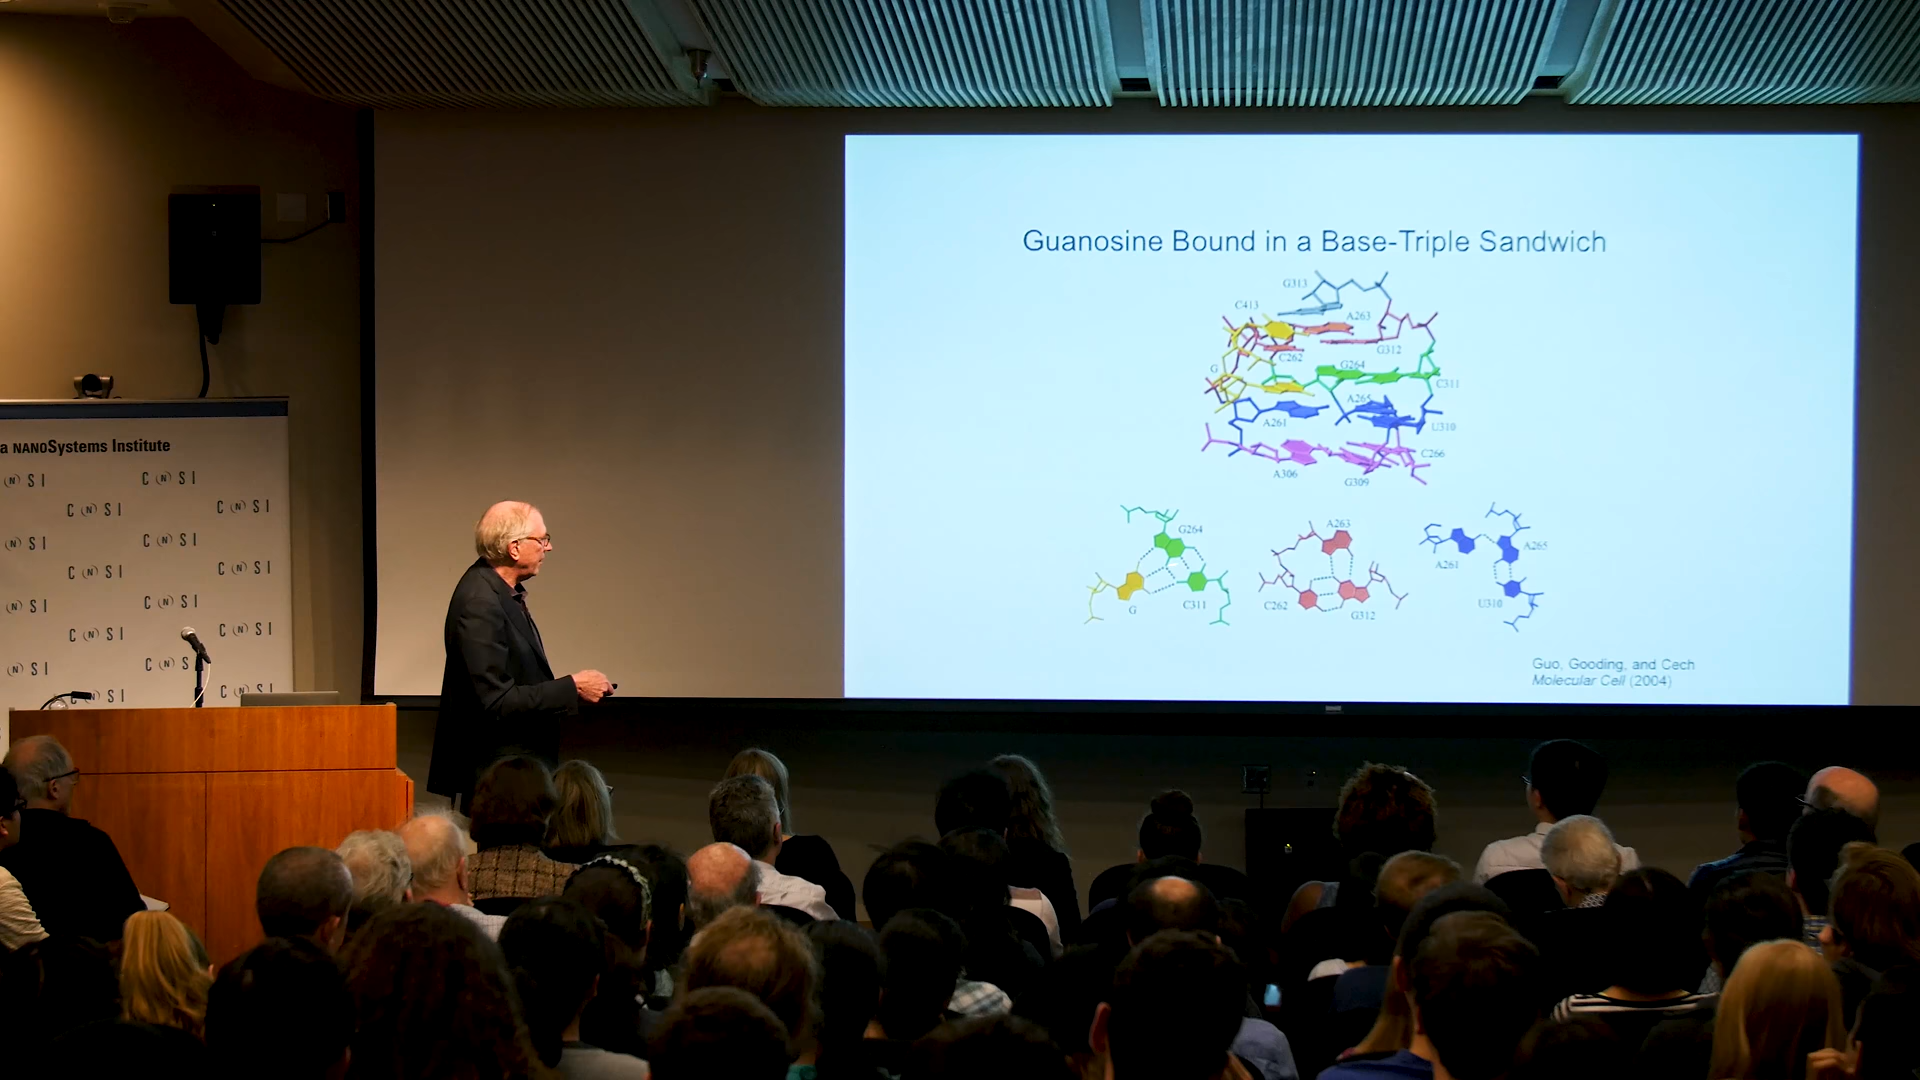 Guanosine Bound in a Base-Triple Sandwich
G313
C413
A263
C262
G312
G
G264
C311
A265
A261
U310
C266
A306
G309
G264
G
C311
A263
C262
G312
A261
A265
U310
Guo, Gooding, and Cech
Molecular Cell (2004)
a NANOSystems Institute
(N) S I
C (N) S I
C (N) S I
C (N) S I
(N) S I
C (N) S I
C (N) S I
C (N) S I
(N) S I
C (N) S I
C (N) S I
C (N) S I
(N) S I
C (N) S
C (N) S I
(N) S I